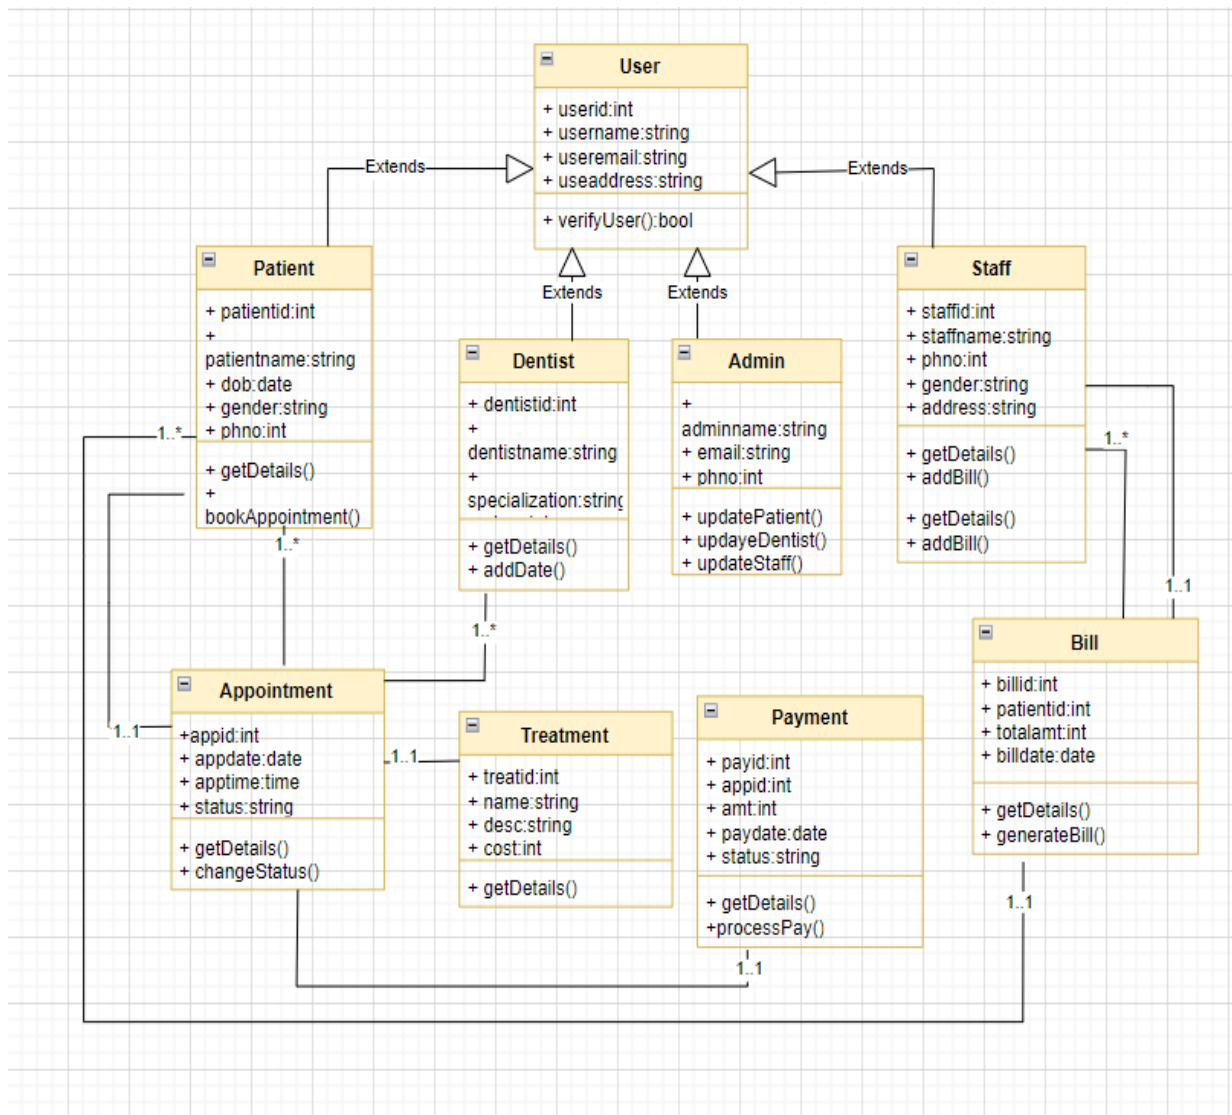 User
+ userid:int
+ username:string
+ useremail:string
+ useaddress:string
+ verifyUser():bool
Extends
Extends
Extends
Extends
Patient
+ patientid:int
+
patientname:string
+ dob:date
+ gender:string
+ phno:int
+ getDetails()
+
bookAppointment()
Dentist
+ dentistid:int
+
dentistname:string
+
specialization:string
+ getDetails()
+ addDate()
Admin
+
adminname:string
+ email:string
+ phno:int
+ updatePatient()
+ updayeDentist()
+ updateStaff()
Staff
+ staffid:int
+ staffname:string
+ phno:int
+ gender:string
+ address:string
+ getDetails()
+ addBill()
+ getDetails()
+ addBill()
1..*
1..*
1..*
1..*
1..1
1..1
1..1
Appointment
+appid:int
+ appdate:date
+ apptime:time
+ status:string
+ getDetails()
+ changeStatus()
Treatment
+ treatid:int
+ name:string
+ desc:string
+ cost:int
+ getDetails()
Payment
+ payid:int
+ appid:int
+ amt:int
+ paydate:date
+ status:string
+ getDetails()
+processPay()
Bill
+ billid:int
+ patientid:int
+ totalamt:int
+ billdate:date
+ getDetails()
+ generateBill()
1..1
1..1